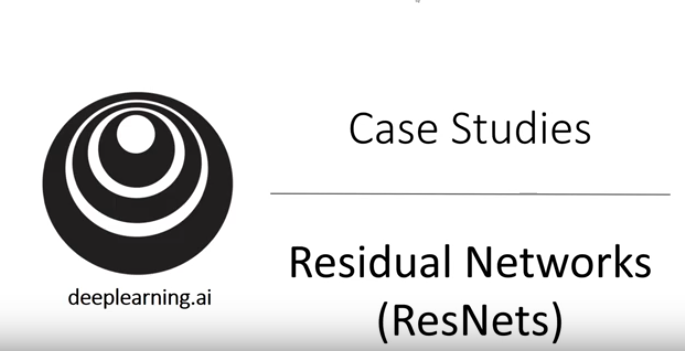 Case Studies
Residual Networks
(ResNets)
deeplearning.ai